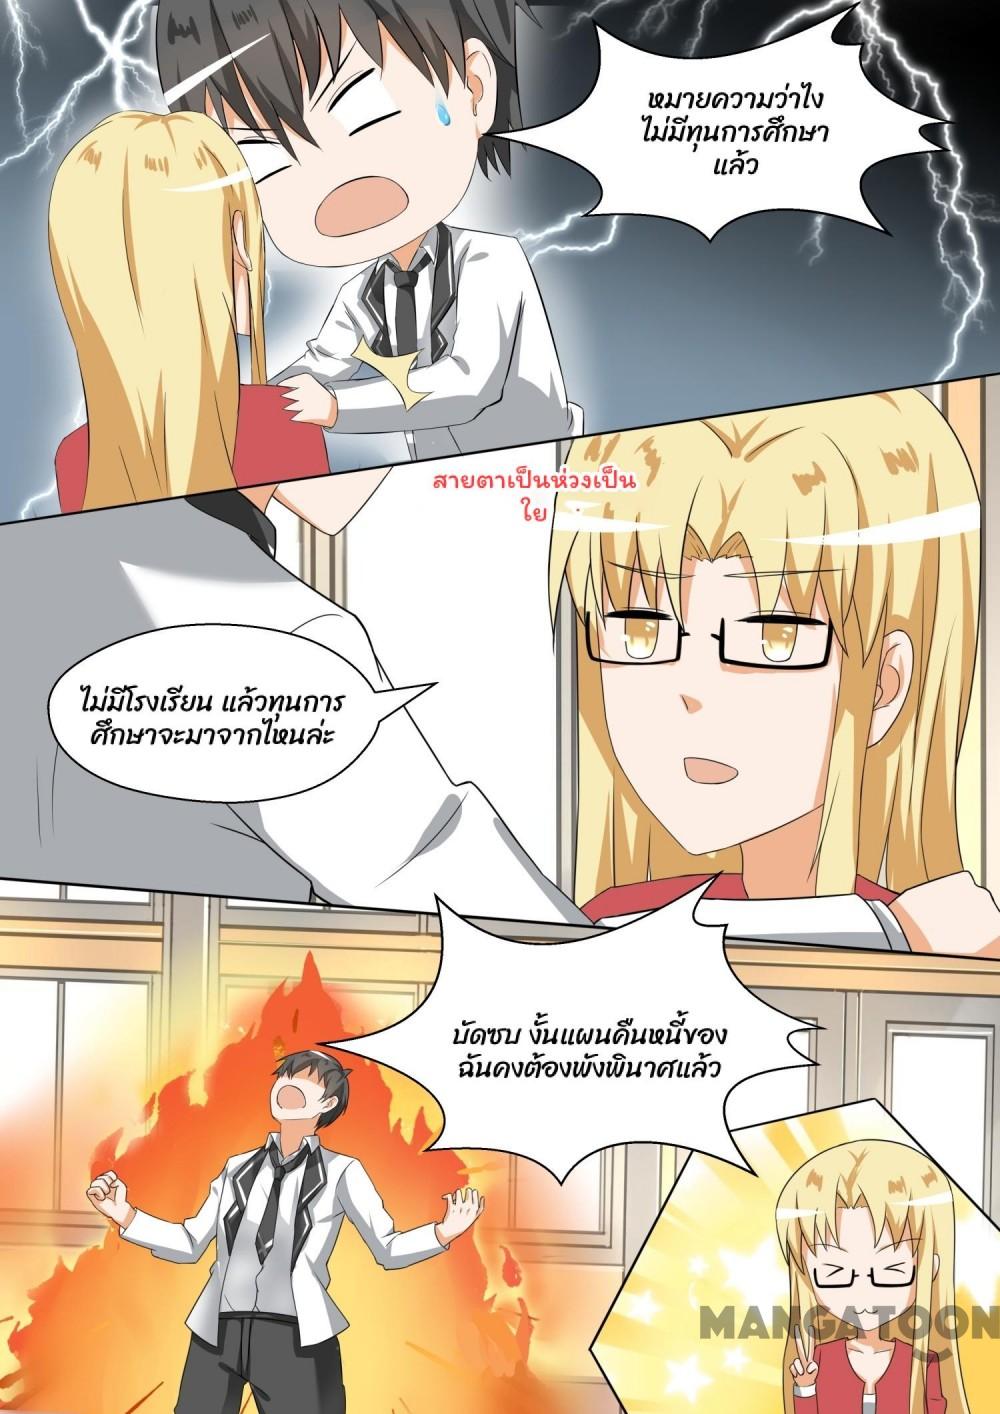 หมายความว่าไง
ไม่มีทุนการศึกษา
แล้ว
สายตาเป็นห่วงเป็น
ใย
ไม่มีโรงเรียน แล้วทุนการ
ศึกษาจะมาจากไหนล่ะ
บัดซบ งั้นแผนคืนหนี้ของ
ฉันคงต้องพังพินาศแล้ว
MANGATOON